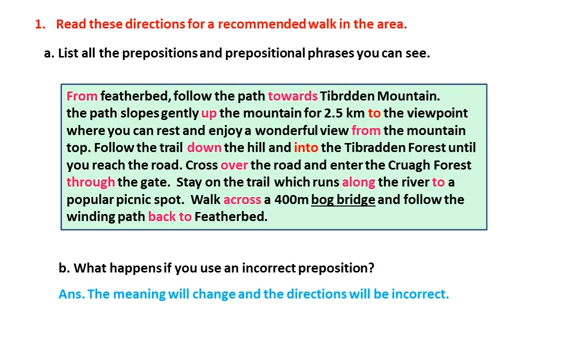 1. Read these directions for a recommended walk in the area.
a. List all the prepositions and prepositional phrases you can see.
From featherbed, follow the path towards Tibrdden Mountain.
the path slopes gently up the mountain for 2.5 km to the viewpoint
where you can rest and enjoy a wonderful view from the mountain
top. Follow the trail down the hill and into the Tibradden Forest until
you reach the road. Cross over the road and enter the Cruagh Forest
through the gate. Stay on the trail which runs along the river to a
popular picnic spot. Walk across a 400m bog bridge and follow the
winding path back to Featherbed.
b. What happens if you use an incorrect preposition?
Ans. The meaning will change and the directions will be incorrect.